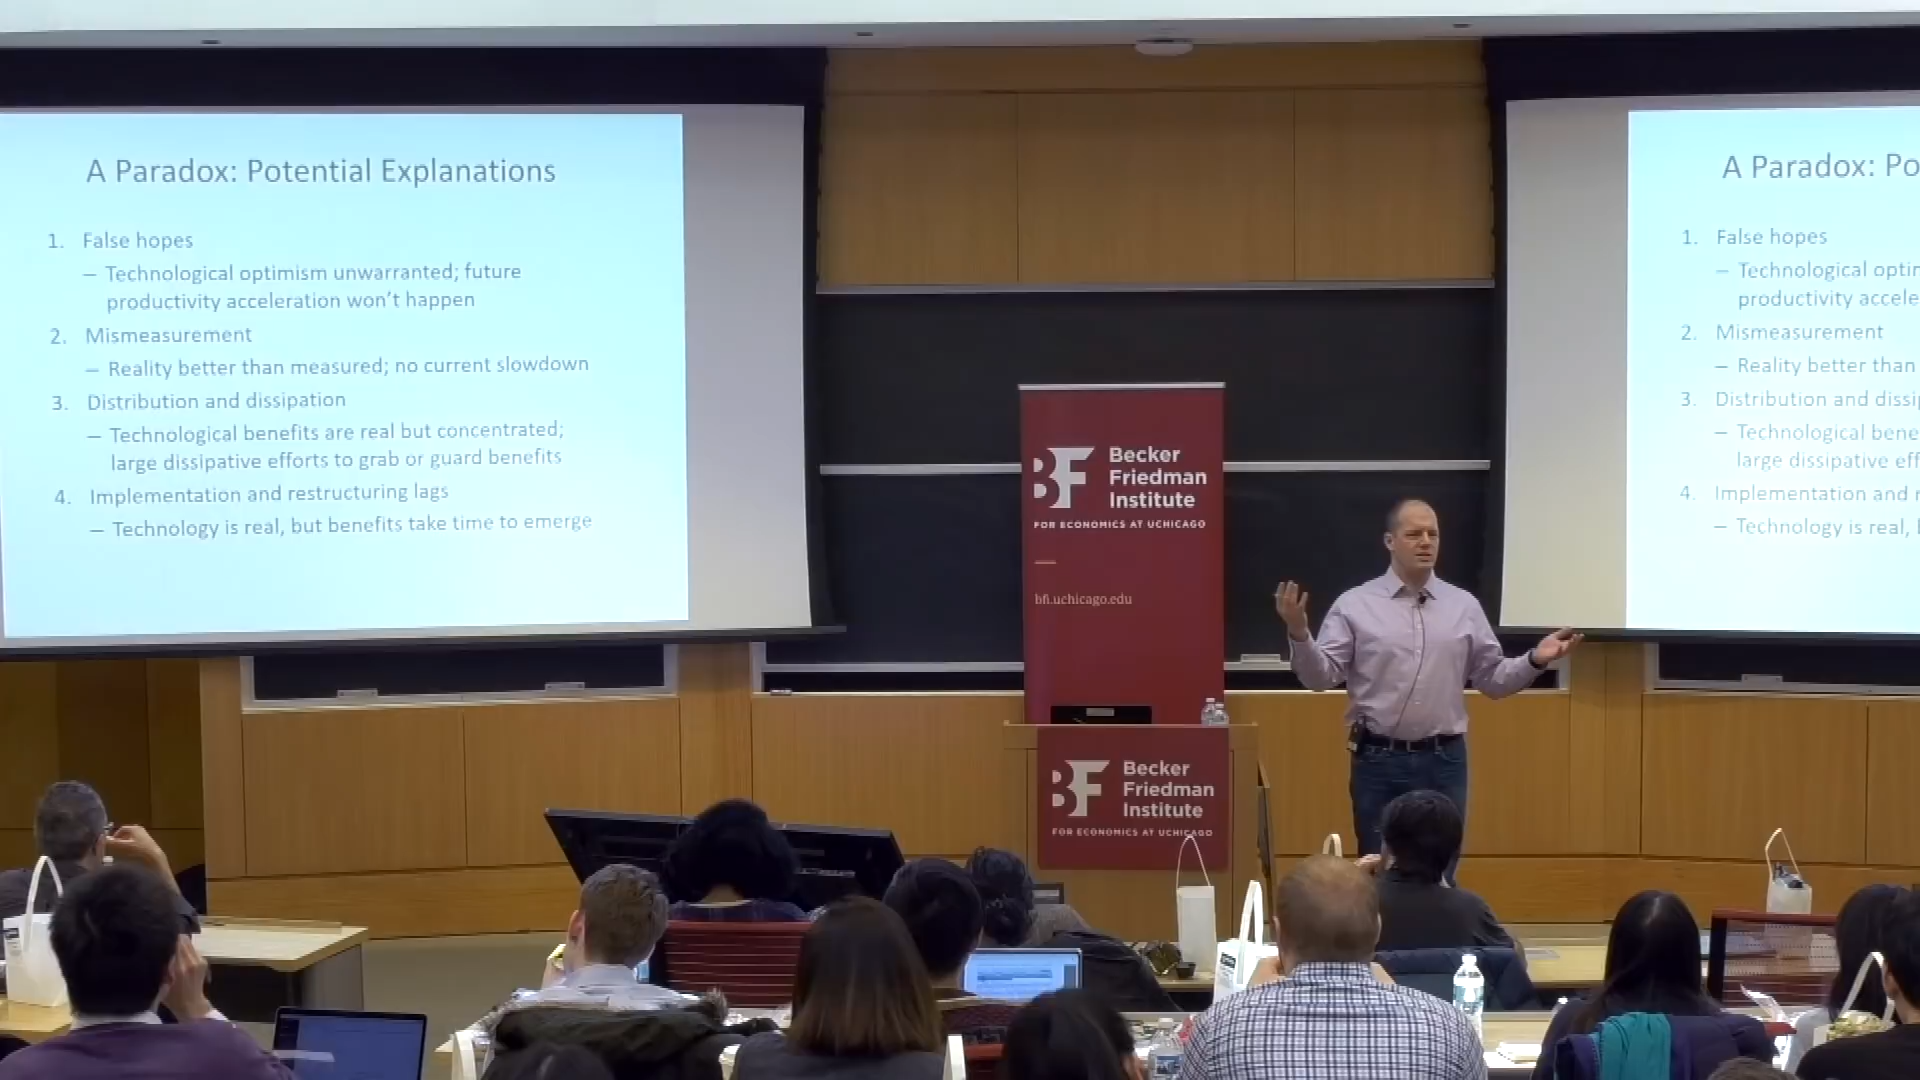 A Paradox: Potential Explanations
1. False hopes
– Technological optimism unwarranted; future
productivity acceleration won't happen
2. Mismeasurement
– Reality better than measured; no current slowdown
3. Distribution and dissipation
– Technological benefits are real but concentrated;
large dissipative efforts to grab or guard benefits
4. Implementation and restructuring lags
– Technology is real, but benefits take time to emerge
BF
Becker
Friedman
Institute
FOR ECONOMICS AT UCHICAGO
bfi.uchicago.edu
BF
Becker
Friedman
Institute
FOR ECONOMICS AT UCHICAGO
A Paradox: Po
1. False hopes
– Technological optim
productivity accele
2. Mismeasurement
– Reality better than
3. Distribution and dissip
– Technological bene
large dissipative eff
4. Implementation and r
– Technology is real, b